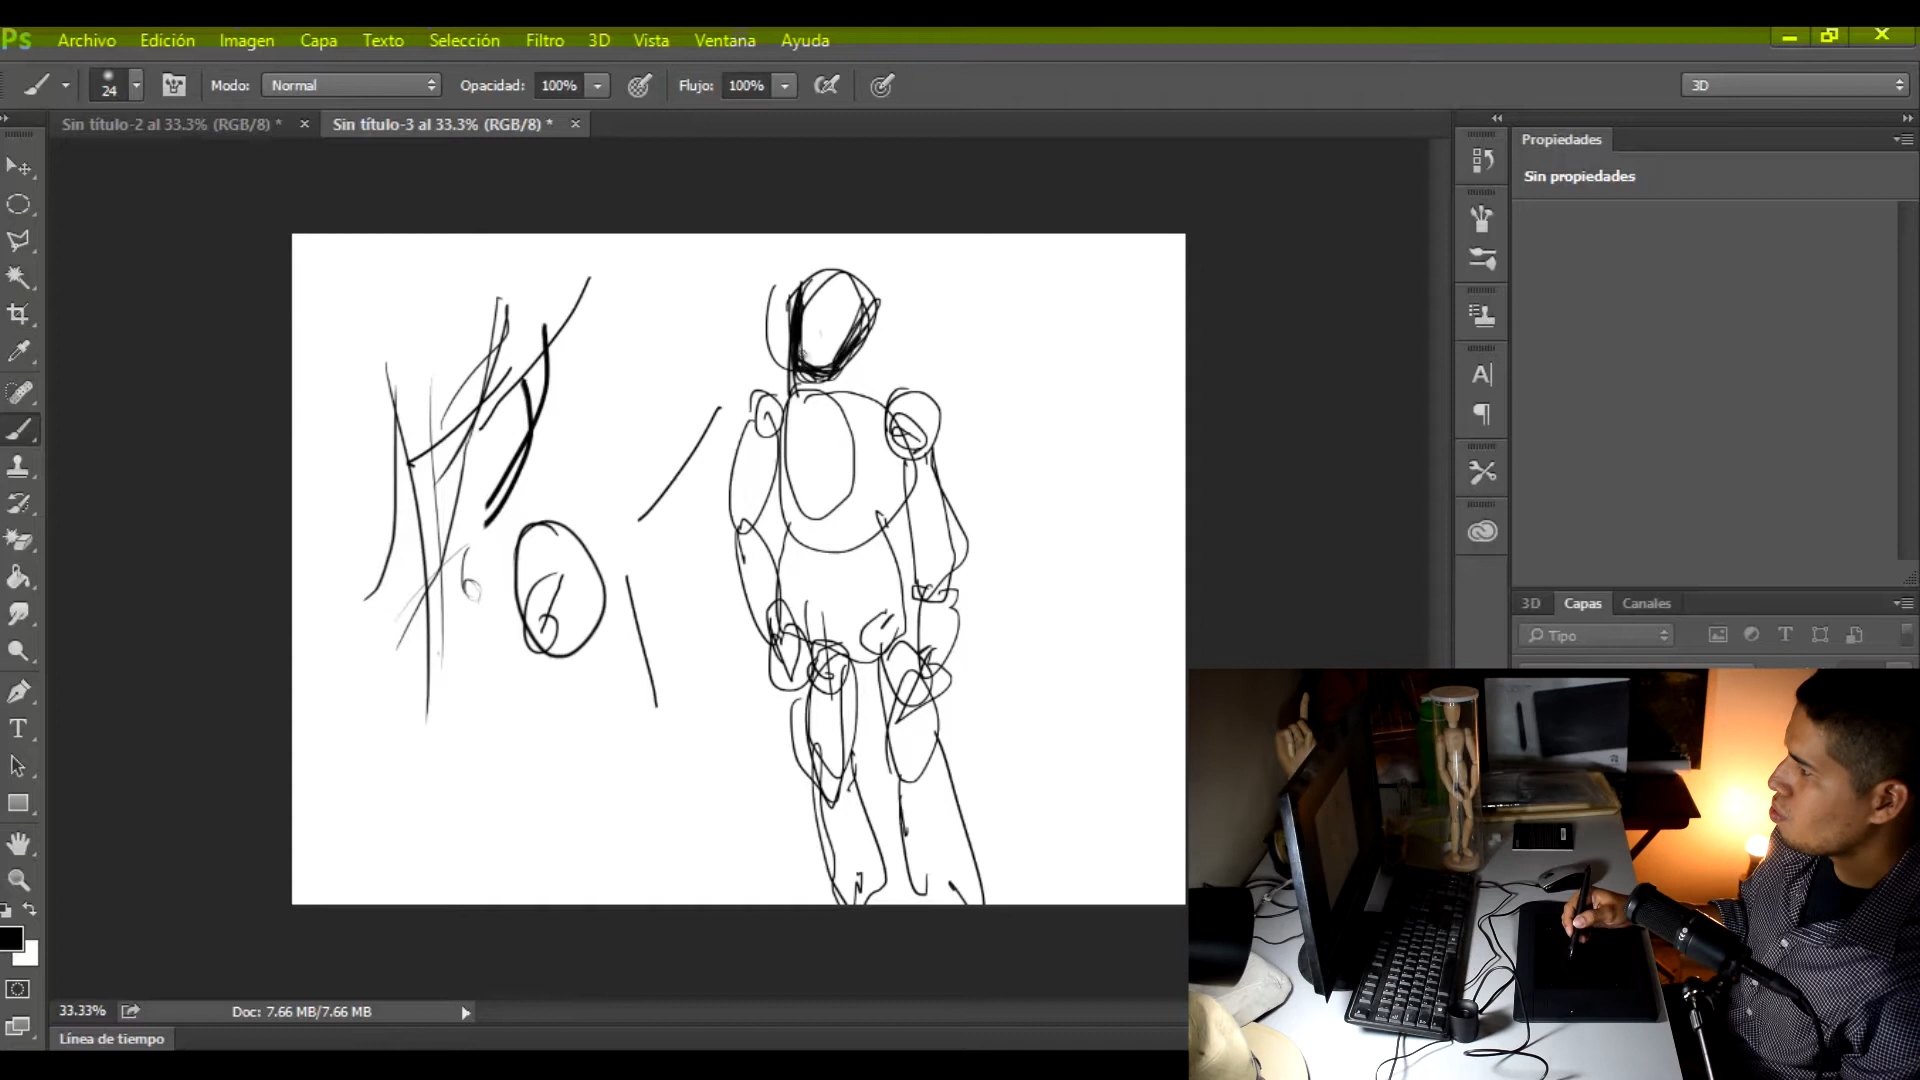 Ps Archivo Edición Imagen Capa Texto Selección Filtro 3D Vista Ventana Ayuda
24 Modo: Normal Opacidad: 100% Flujo: 100% 3D
Sin título-2 al 33.3% (RGB/8) * Sin título-3 al 33.3% (RGB/8) *
Propiedades
Sin propiedades
3D Capas Canales
Tipo
33.33% Doc: 7.66 MB/7.66 MB
Línea de tiempo